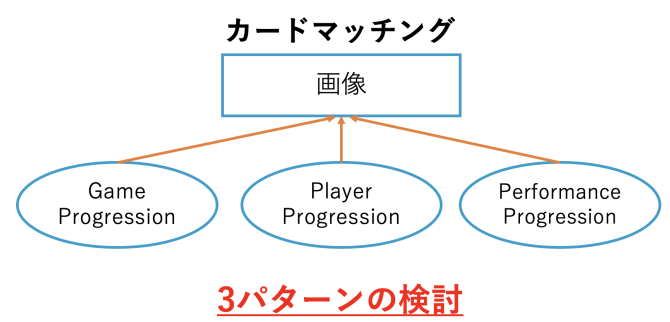 カードマッチング
画像
Game
Progression
Player
Progression
Performance
Progression
3パターンの検討